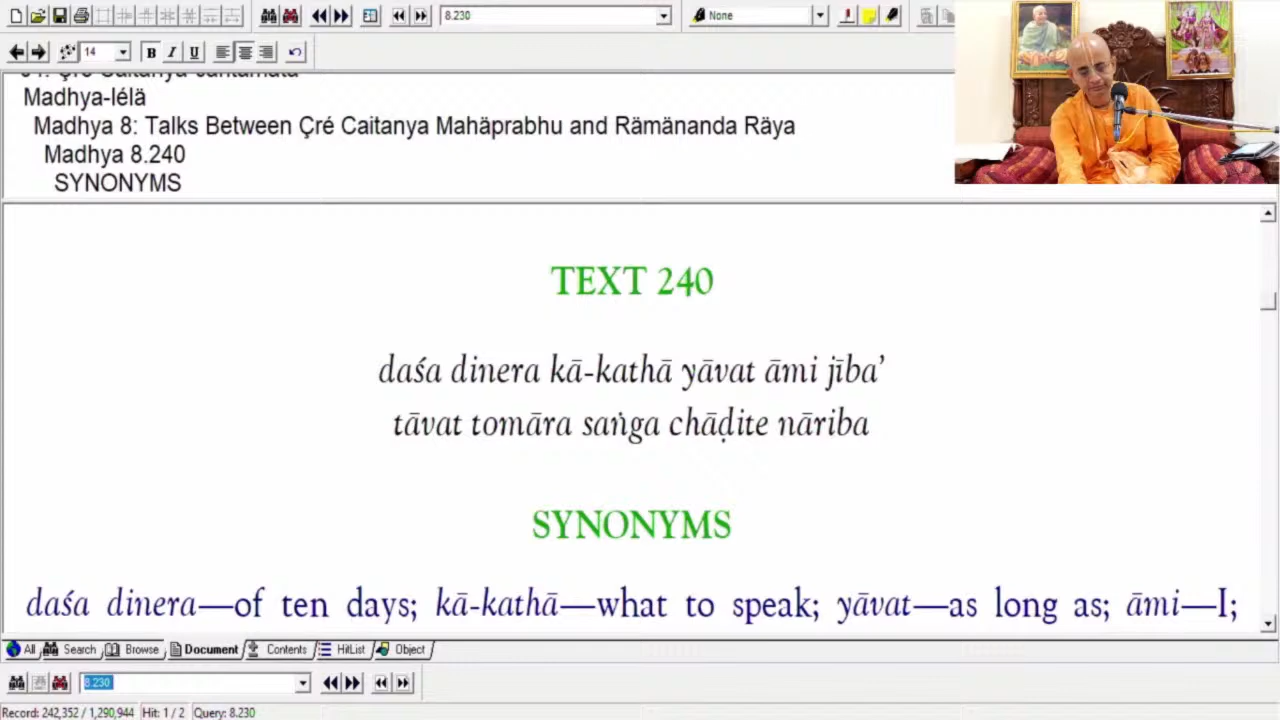 8.230
None
14
B I U
Madhya-lélä
Madhya 8: Talks Between Çré Caitanya Mahäprabhu and Rämänanda Räya
Madhya 8.240
SYNONYMS
TEXT 240
daśa dinera kā-kathā yāvat āmi jība’
tāvat tomāra saṅga chāḍite nāriba
SYNONYMS
daśa dinera—of ten days; kā-kathā—what to speak; yāvat—as long as; āmi—I;
All Search Browse Document Contents HitList Object
8.230
Record: 242,352 / 1,290,944 Hit: 1 / 2 Query: 8.230